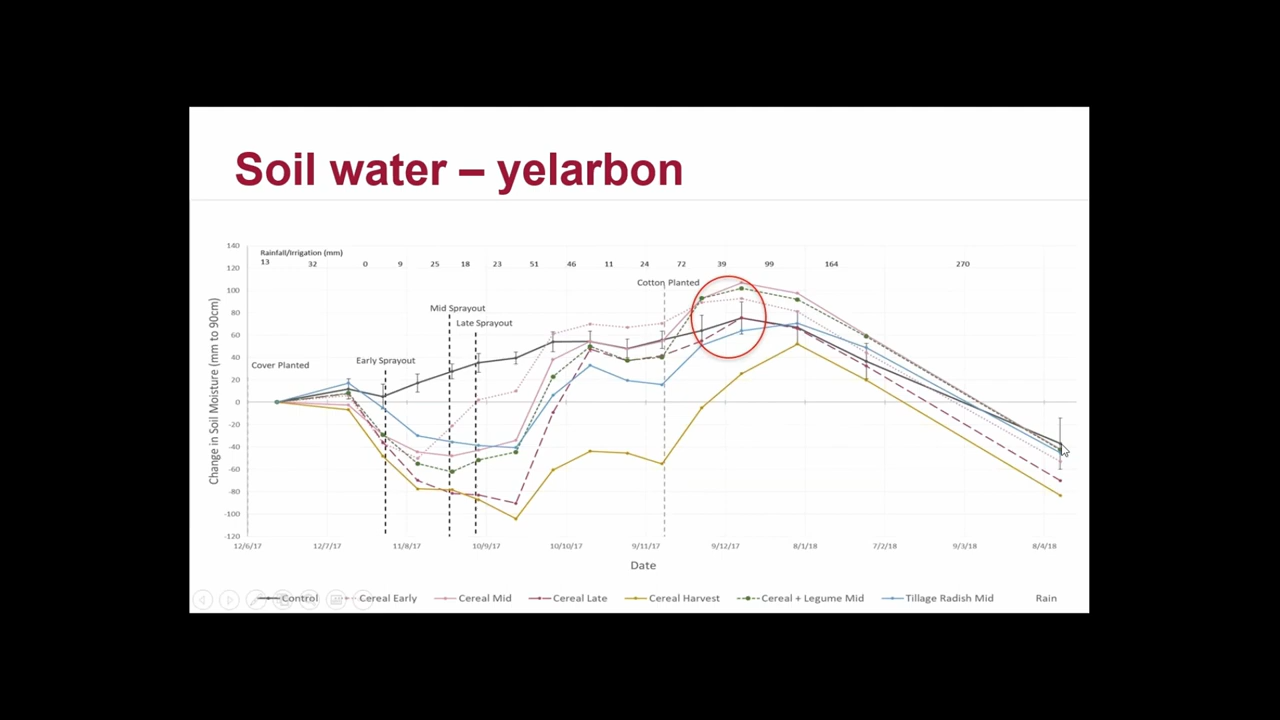 Soil water – yelarbon
140
120
100
80
60
40
20
0
-20
-40
-60
-80
-100
-120
Change in Soil Moisture (mm to 90cm)
Rainfall/Irrigation (mm)
13 32 0 9 25 18 23 51 46 11 24 72 39 99 164 270
Cotton Planted
Mid Sprayout
Late Sprayout
Early Sprayout
Cover Planted
12/6/17 12/7/17 11/8/17 10/9/17 10/10/17 9/11/17 9/12/17 8/1/18 7/2/18 9/3/18 8/4/18
Date
Control Cereal Early Cereal Mid Cereal Late Cereal Harvest Cereal + Legume Mid Tillage Radish Mid Rain